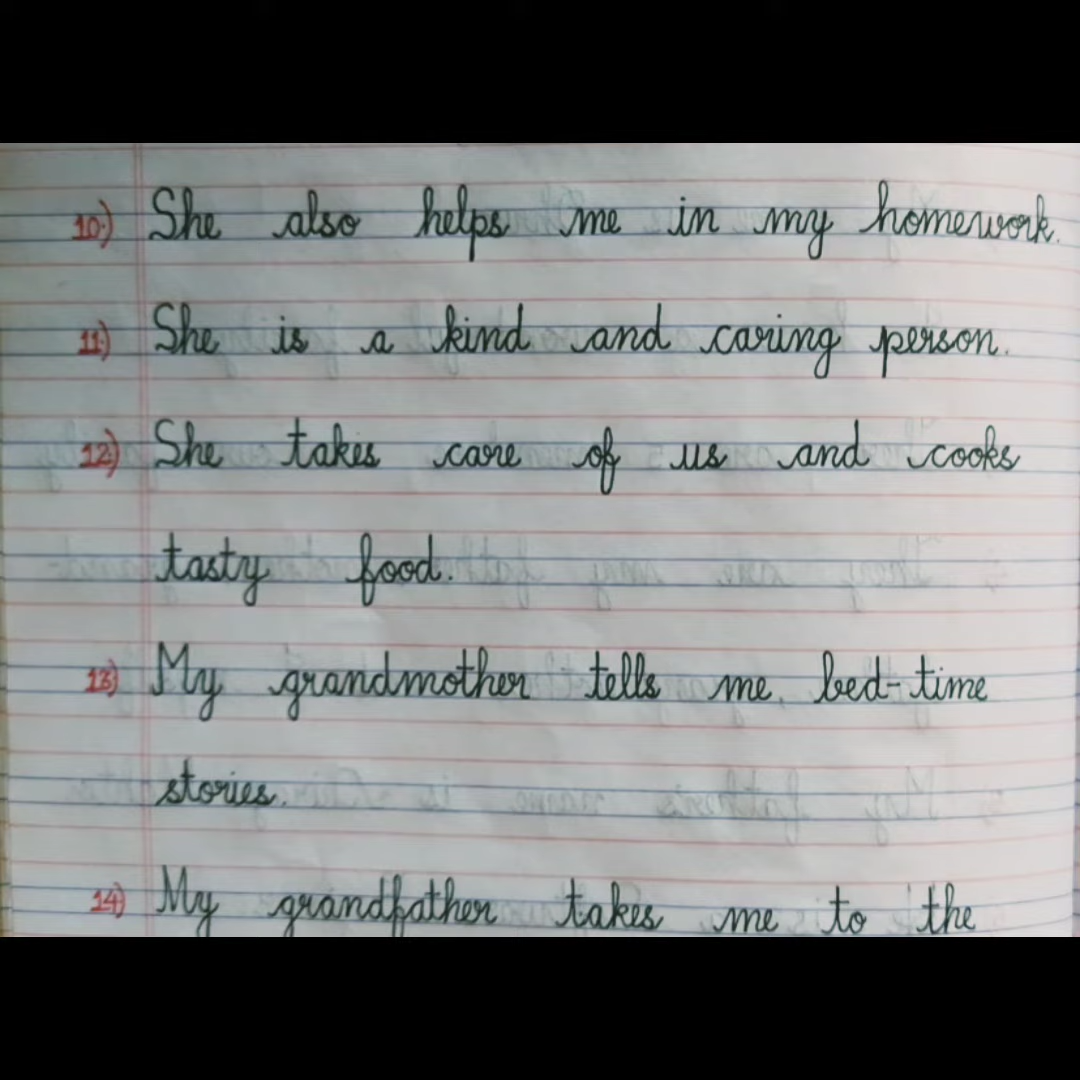 10.) She also helps me in my homework.
11.) She is a kind and caring person.
12.) She takes care of us and cooks
tasty food.
13.) My grandmother tells me bed-time
stories.
14.) My grandfather takes me to the